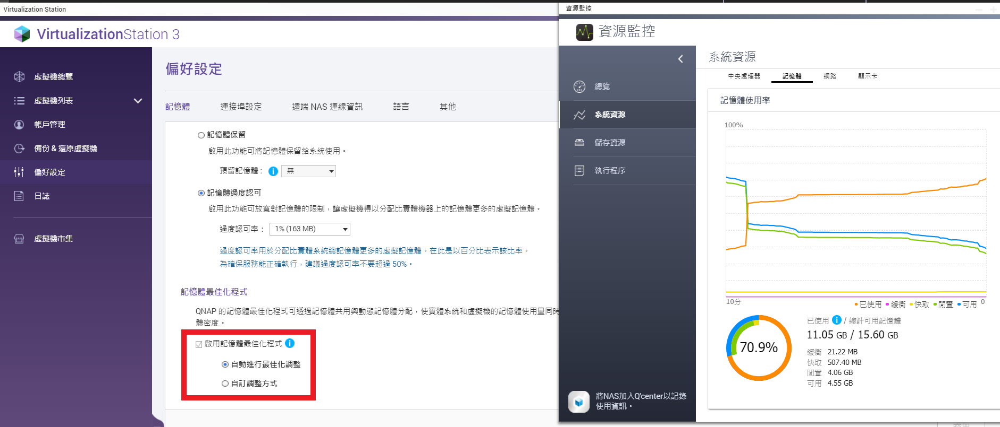 Virtualization Station
VirtualizationStation 3
虛擬機總覽
虛擬機列表
帳戶管理
備份 & 還原虛擬機
偏好設定
日誌
虛擬機市集
偏好設定
記憶體
連接埠設定
遠端 NAS 連線資訊
語言
其他
記憶體保留
啟用此功能可將記憶體保留給系統使用。
預留記憶體：
無
記憶體過度認可
啟用此功能可放寬對記憶體的限制，讓虛擬機得以分配比實體機器上的記憶體更多的虛擬記憶體。
過度認可率：
1% (163 MB)
過度認可率用於分配比實體系統總記憶體更多的虛擬記憶體。在此是以百分比表示該比率。
為確保服務能正確執行，建議過度認可率不要超過 50%。
記憶體最佳化程式
QNAP 的記憶體最佳化程式可透過記憶體共用與動態記憶體分配，使實體系統和虛擬機的記憶體使用量同時
體密度。
啟用記憶體最佳化程式
自動進行最佳化調整
自訂調整方式
資源監控
資源監控
總覽
系統資源
儲存資源
執行程序
將NAS加入Q'center以記錄
使用資訊。
系統資源
中央處理器
記憶體
網路
顯示卡
記憶體使用率
100%
10分
0
已使用 緩衝 快取 閒置 可用
70.9%
已使用 / 總計可用記憶體
11.05 GB / 15.60 GB
緩衝 21.22 MB
快取 507.40 MB
閒置 4.06 GB
可用 4.55 GB